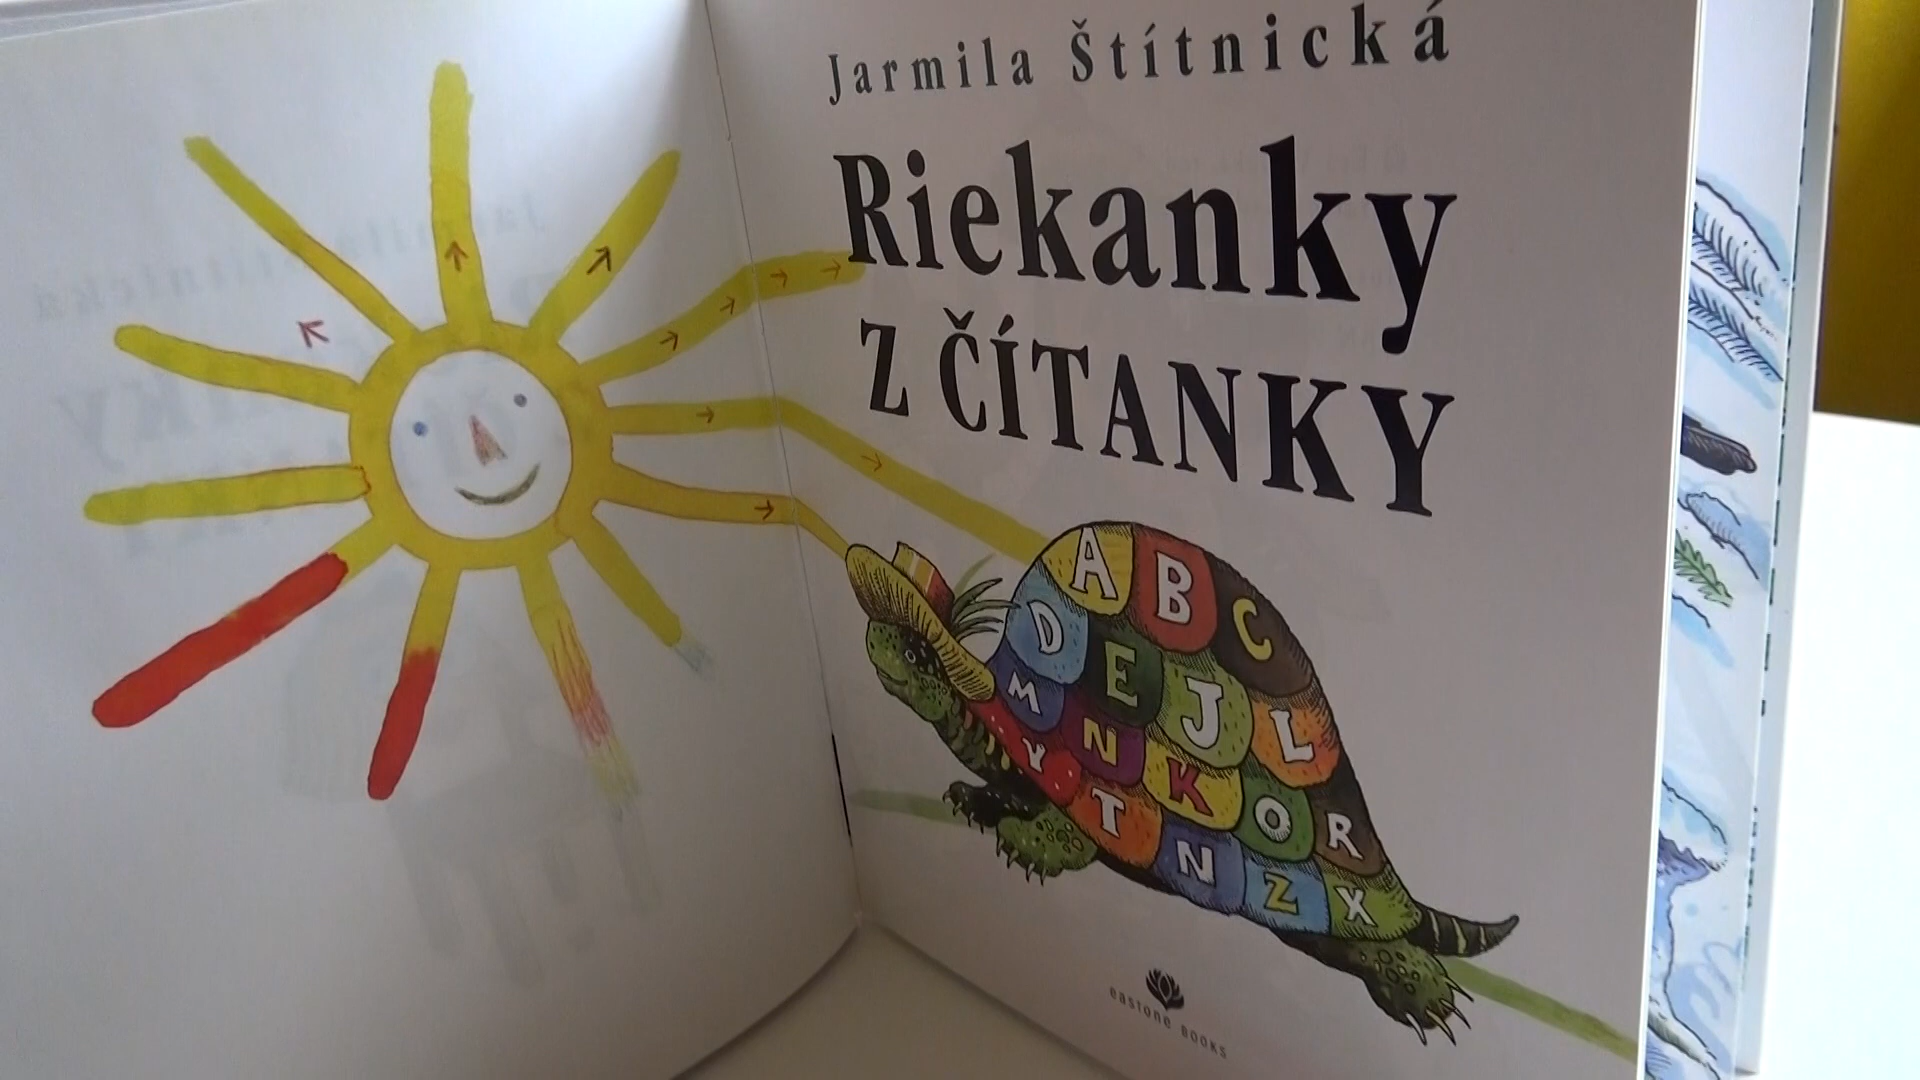 Jarmila Štítnická
Riekanky
Z ČÍTANKY
A B C
D E J L
M N K O R
Y T N Z X
eastone BOOKS